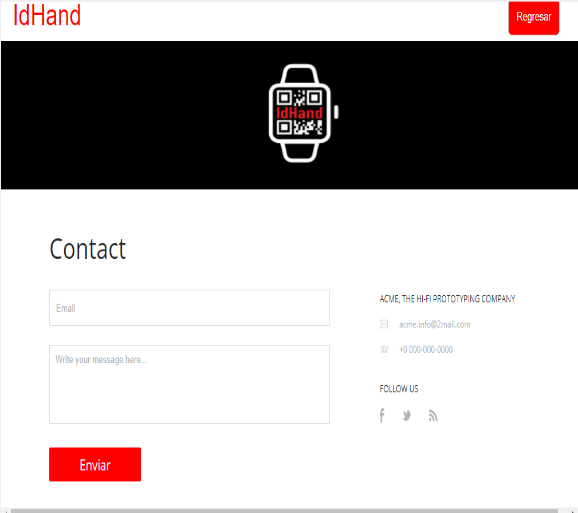 IdHand
Regresar
IdHand
Contact
Email
Write your message here...
Enviar
ACME, THE HI-FI PROTOTYPING COMPANY
acme.info@2mail.com
+0 000-000-0000
FOLLOW US